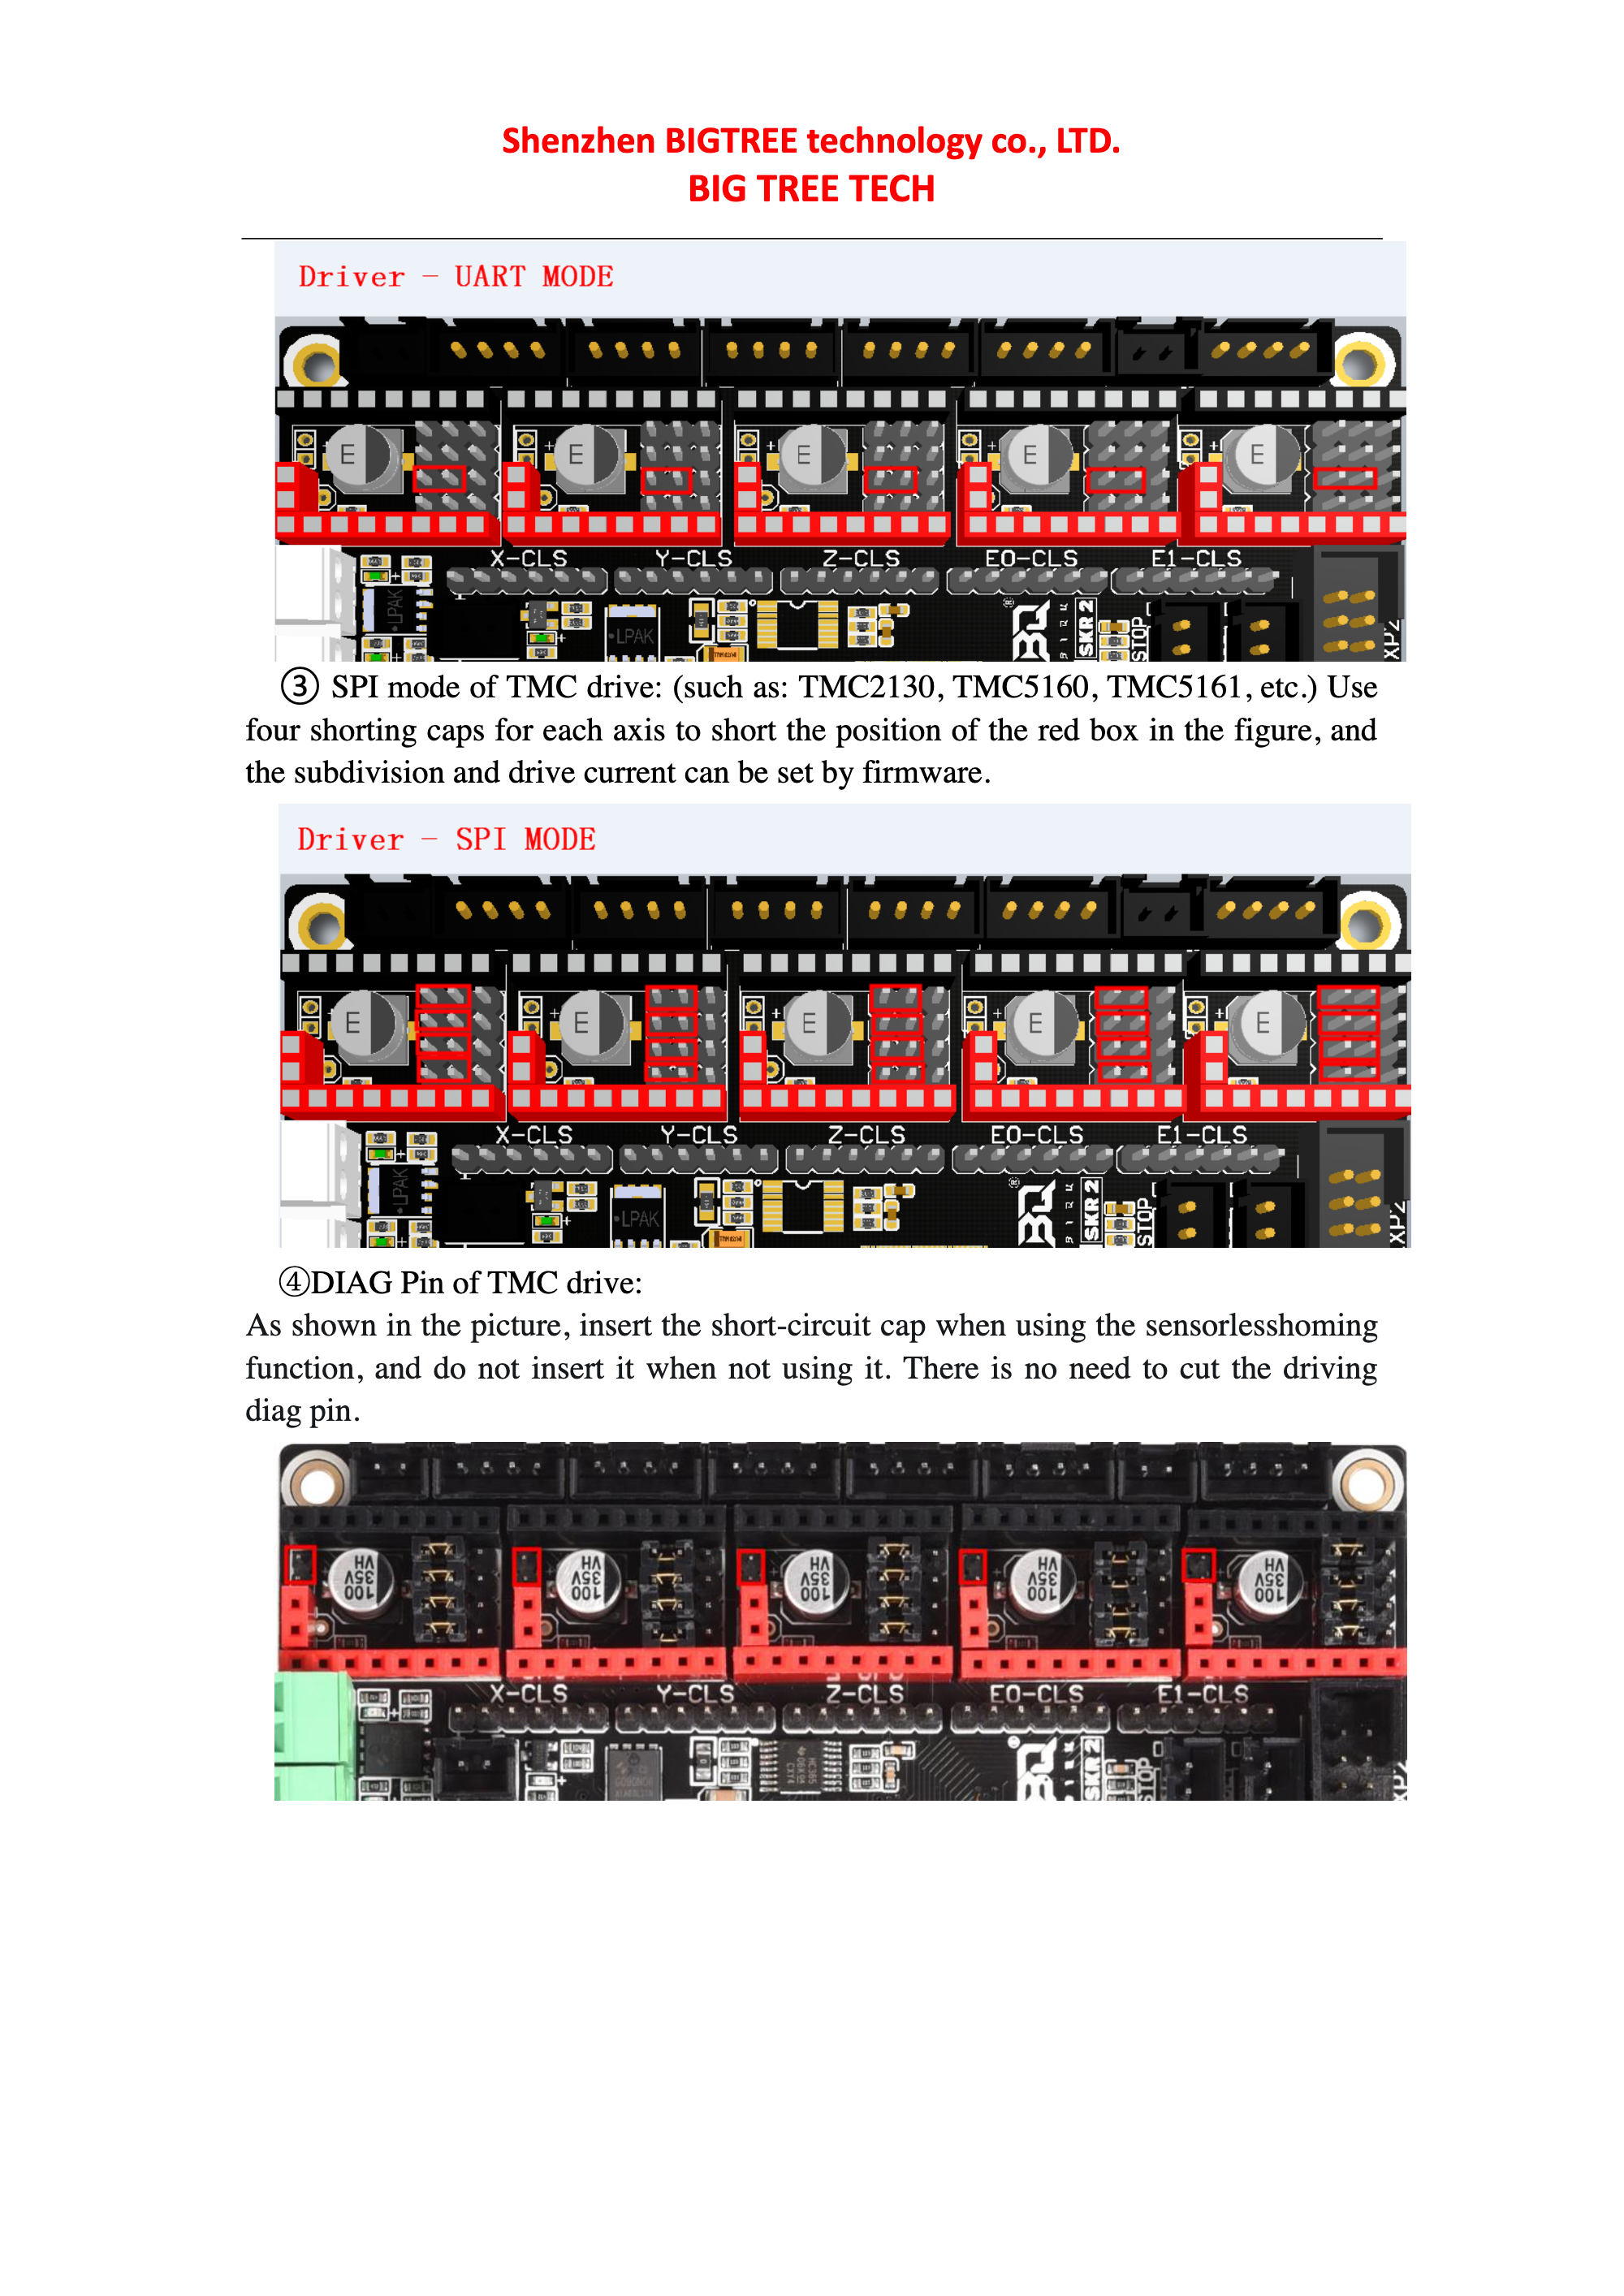 Shenzhen BIGTREE technology co., LTD.
BIG TREE TECH
Driver - UART MODE
E E E E E
X-CLS Y-CLS Z-CLS E0-CLS E1-CLS
LPAK LPAK SKR 2 STOP XP2
③ SPI mode of TMC drive: (such as: TMC2130, TMC5160, TMC5161, etc.) Use
four shorting caps for each axis to short the position of the red box in the figure, and
the subdivision and drive current can be set by firmware.
Driver - SPI MODE
E E E E E
X-CLS Y-CLS Z-CLS E0-CLS E1-CLS
LPAK LPAK SKR 2 STOP XP2
④DIAG Pin of TMC drive:
As shown in the picture, insert the short-circuit cap when using the sensorlesshoming
function, and do not insert it when not using it. There is no need to cut the driving
diag pin.
100 35V VH 100 35V VH 100 35V VH 100 35V VH 100 35V VH
X-CLS Y-CLS Z-CLS E0-CLS E1-CLS
SKR 2 STOP XP2